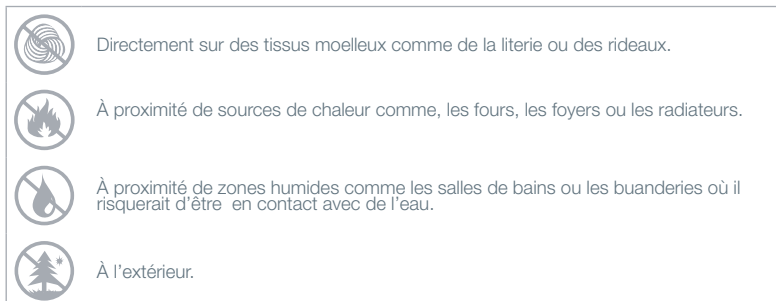 Directement sur des tissus moelleux comme de la literie ou des rideaux.
À proximité de sources de chaleur comme, les fours, les foyers ou les radiateurs.
À proximité de zones humides comme les salles de bains ou les buanderies où il
risquerait d’être  en contact avec de l’eau.
À l’extérieur.